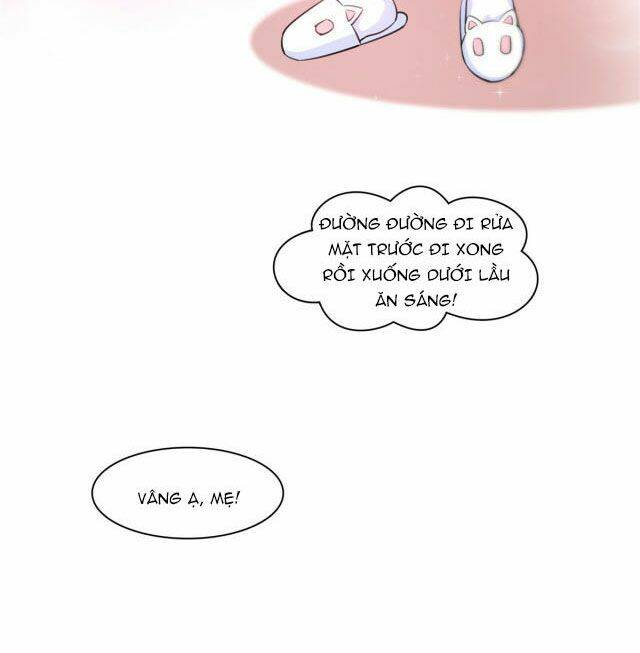 ĐƯỜNG ĐƯỜNG ĐI RỬA
MẶT TRƯỚC ĐI XONG
RỒI XUỐNG DƯỚI LẦU
ĂN SÁNG!
VÂNG Ạ, MẸ!